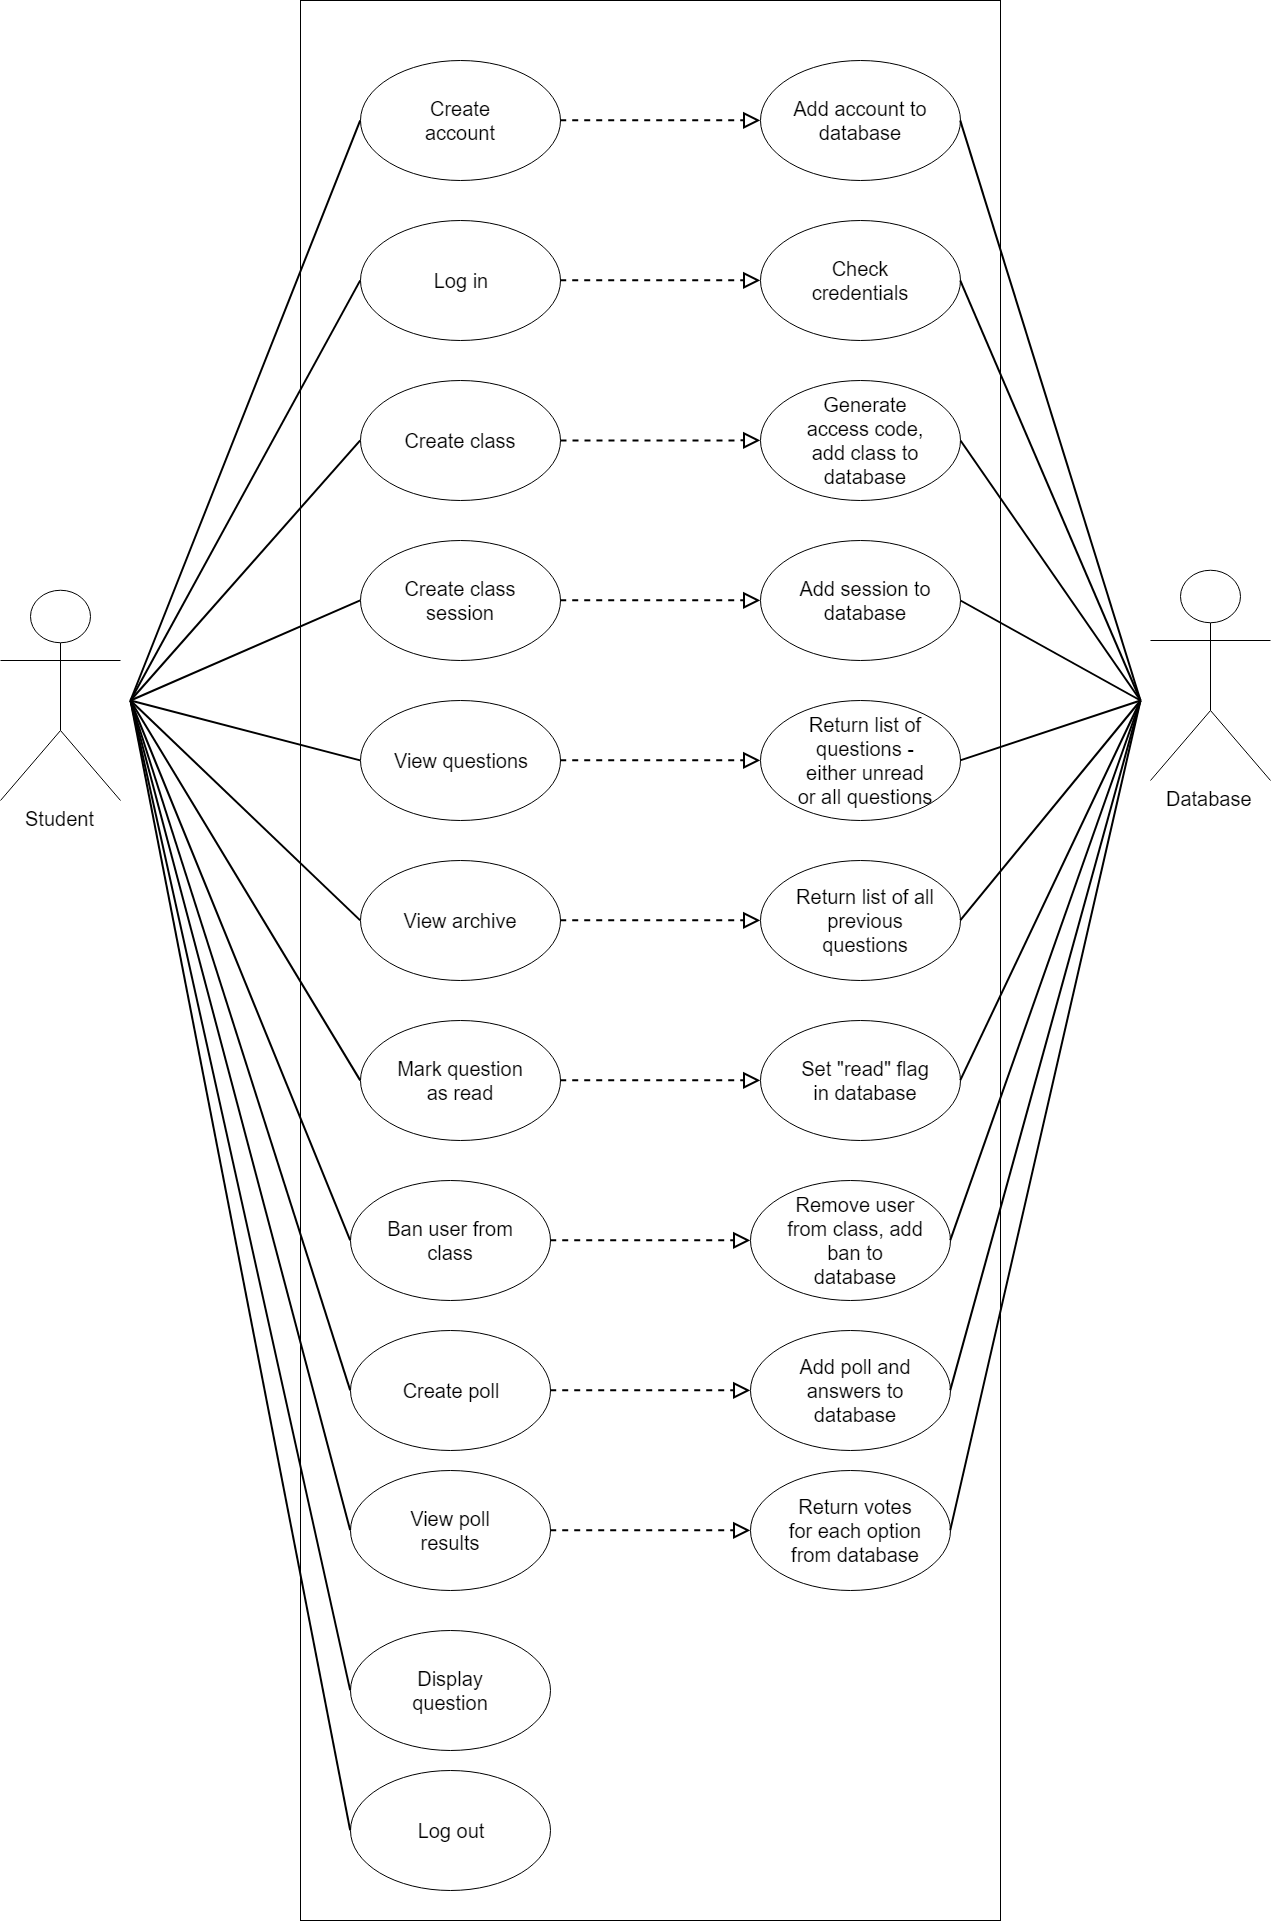 Create
account
Add account to
database
Log in
Check
credentials
Create class
Generate
access code,
add class to
database
Create class
session
Add session to
database
Student
Database
View questions
Return list of
questions -
either unread
or all questions
View archive
Return list of all
previous
questions
Mark question
as read
Set "read" flag
in database
Ban user from
class
Remove user
from class, add
ban to
database
Create poll
Add poll and
answers to
database
View poll
results
Return votes
for each option
from database
Display
question
Log out